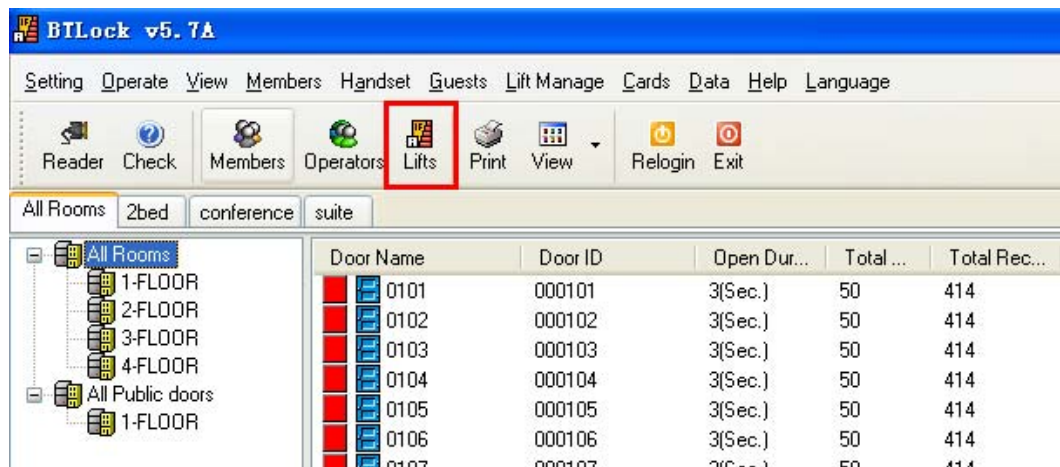 BTLock v5.7A
Setting Operate View Members Handset Guests Lift Manage Cards Data Help Language
Reader Check Members Operators Lifts Print View Relogin Exit
All Rooms 2bed conference suite
All Rooms
1-FLOOR
2-FLOOR
3-FLOOR
4-FLOOR
All Public doors
1-FLOOR
Door Name Door ID Open Dur... Total ... Total Rec...
0101 000101 3(Sec.) 50 414
0102 000102 3(Sec.) 50 414
0103 000103 3(Sec.) 50 414
0104 000104 3(Sec.) 50 414
0105 000105 3(Sec.) 50 414
0106 000106 3(Sec.) 50 414